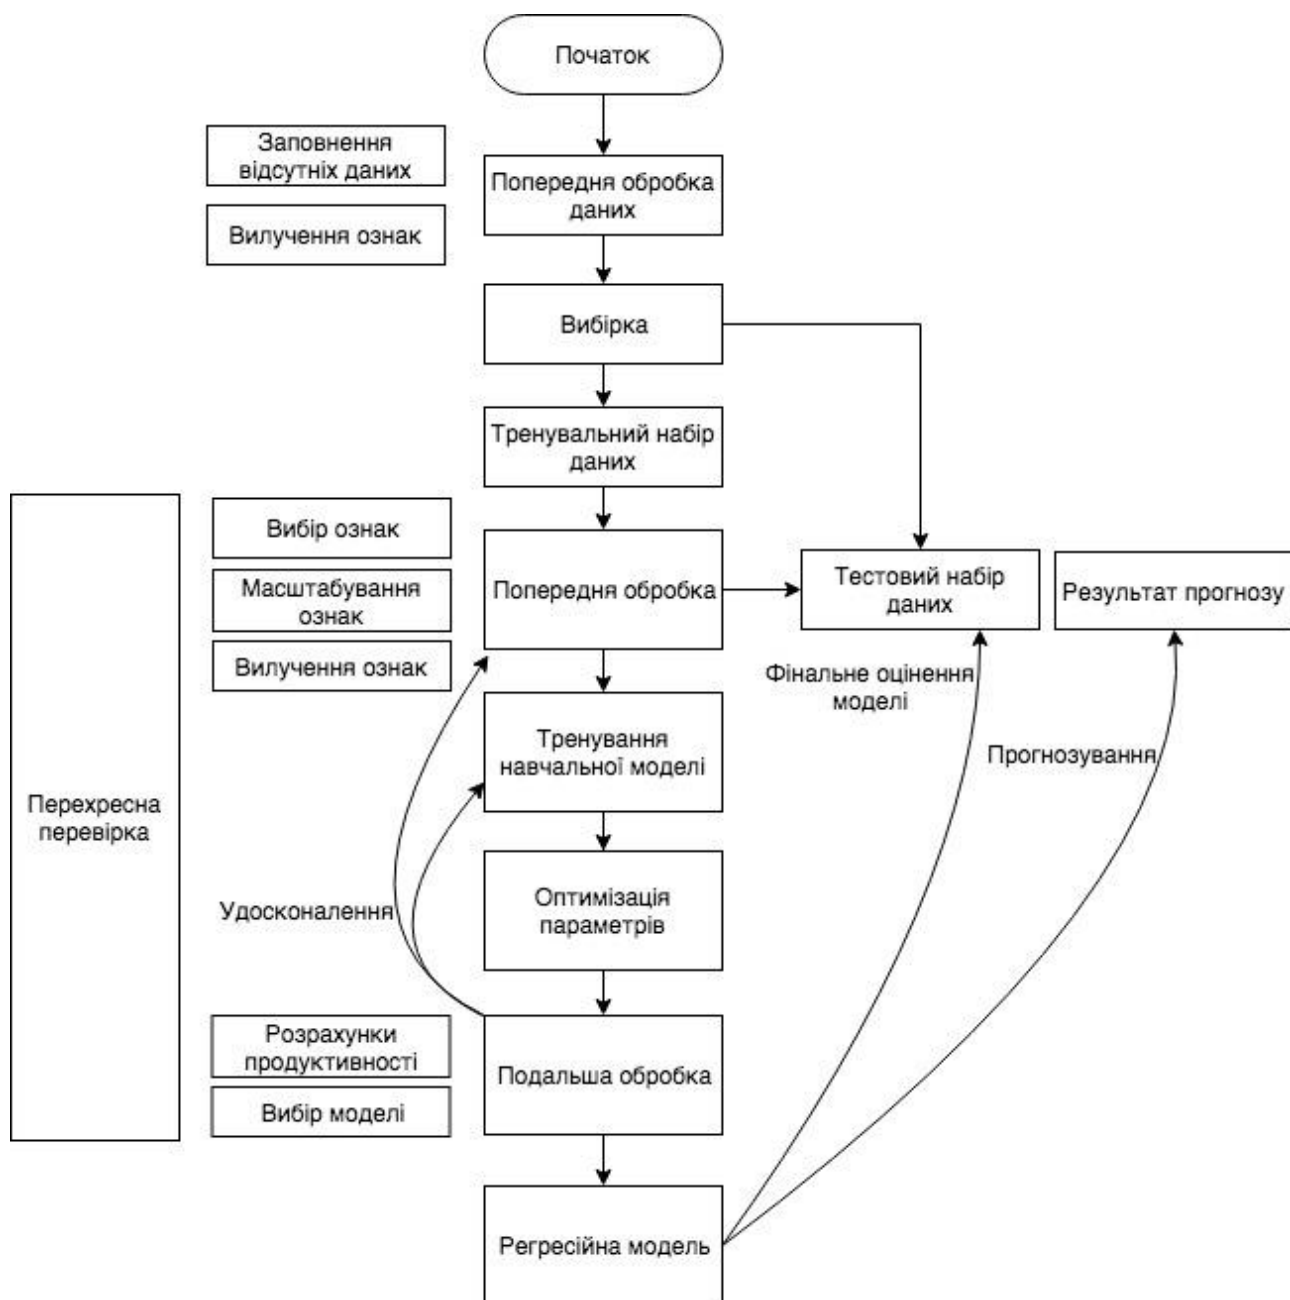 Початок
Заповнення
відсутніх даних
Попередня обробка
даних
Вилучення ознак
Вибірка
Тренувальний набір
даних
Вибір ознак
Масштабування
ознак
Вилучення ознак
Попередня обробка
Тестовий набір
даних
Результат прогнозу
Фінальне оцінення
моделі
Прогнозування
Тренування
навчальної моделі
Перехресна
перевірка
Удосконалення
Оптимізація
параметрів
Розрахунки
продуктивності
Вибір моделі
Подальша обробка
Регресійна модель